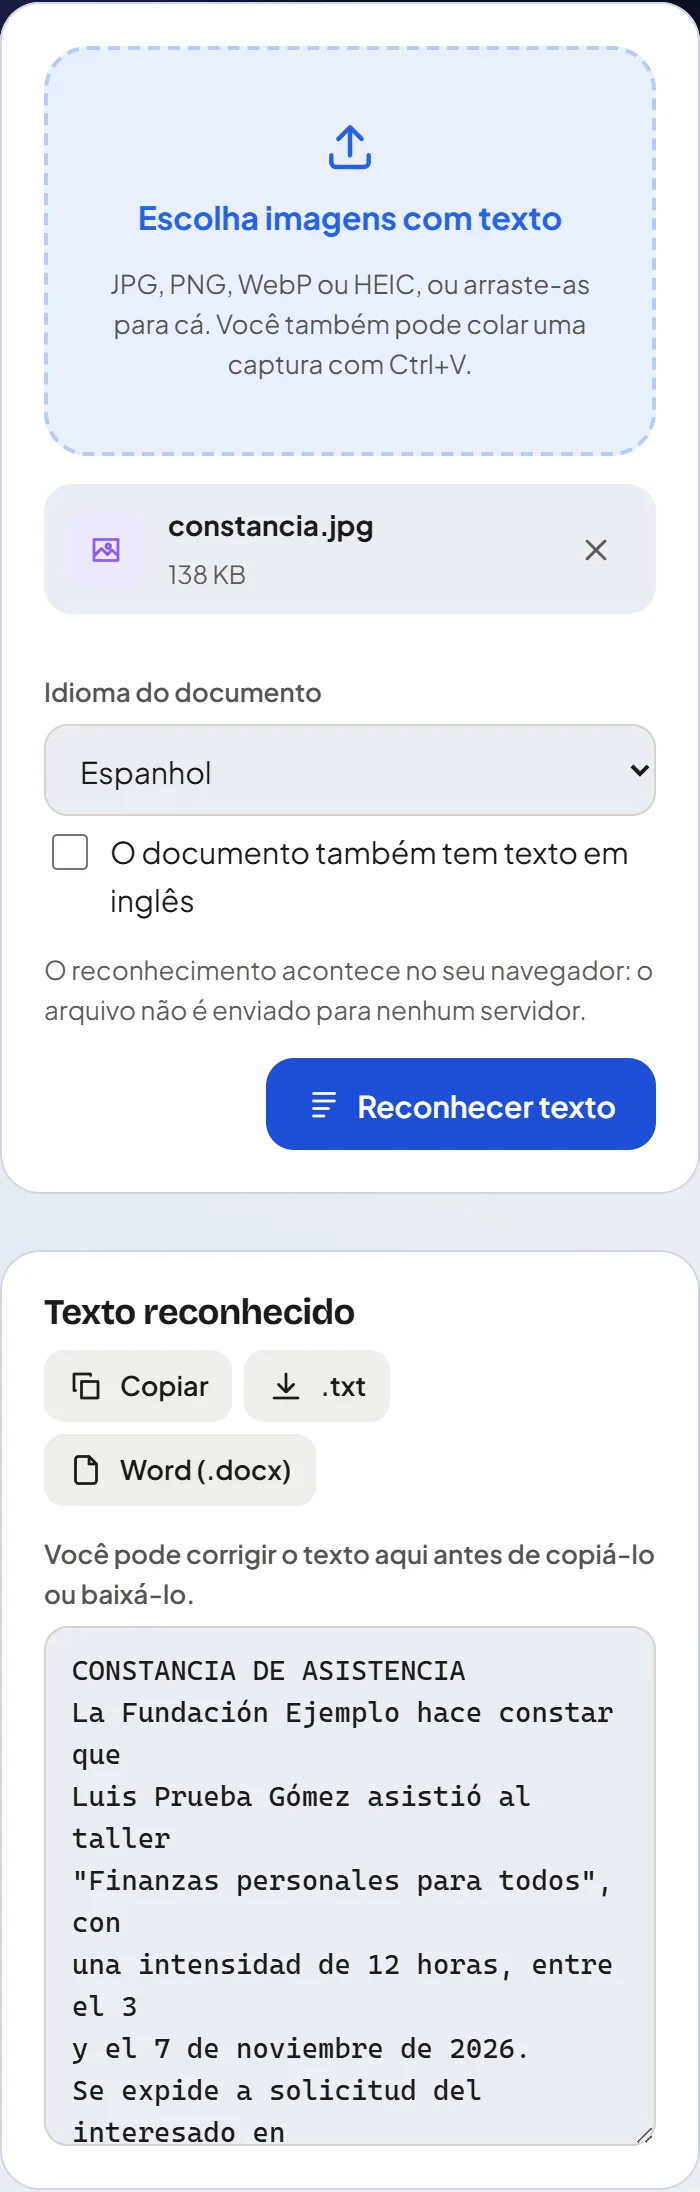 Escolha imagens com texto
JPG, PNG, WebP ou HEIC, ou arraste-as
para cá. Você também pode colar uma
captura com Ctrl+V.
constancia.jpg
138 KB
Idioma do documento
Espanhol
O documento também tem texto em
inglês
O reconhecimento acontece no seu navegador: o
arquivo não é enviado para nenhum servidor.
Reconhecer texto
Texto reconhecido
Copiar
.txt
Word (.docx)
Você pode corrigir o texto aqui antes de copiá-lo
ou baixá-lo.
CONSTANCIA DE ASISTENCIA
La Fundación Ejemplo hace constar
que
Luis Prueba Gómez asistió al
taller
"Finanzas personales para todos",
con
una intensidad de 12 horas, entre
el 3
y el 7 de noviembre de 2026.
Se expide a solicitud del
interesado en